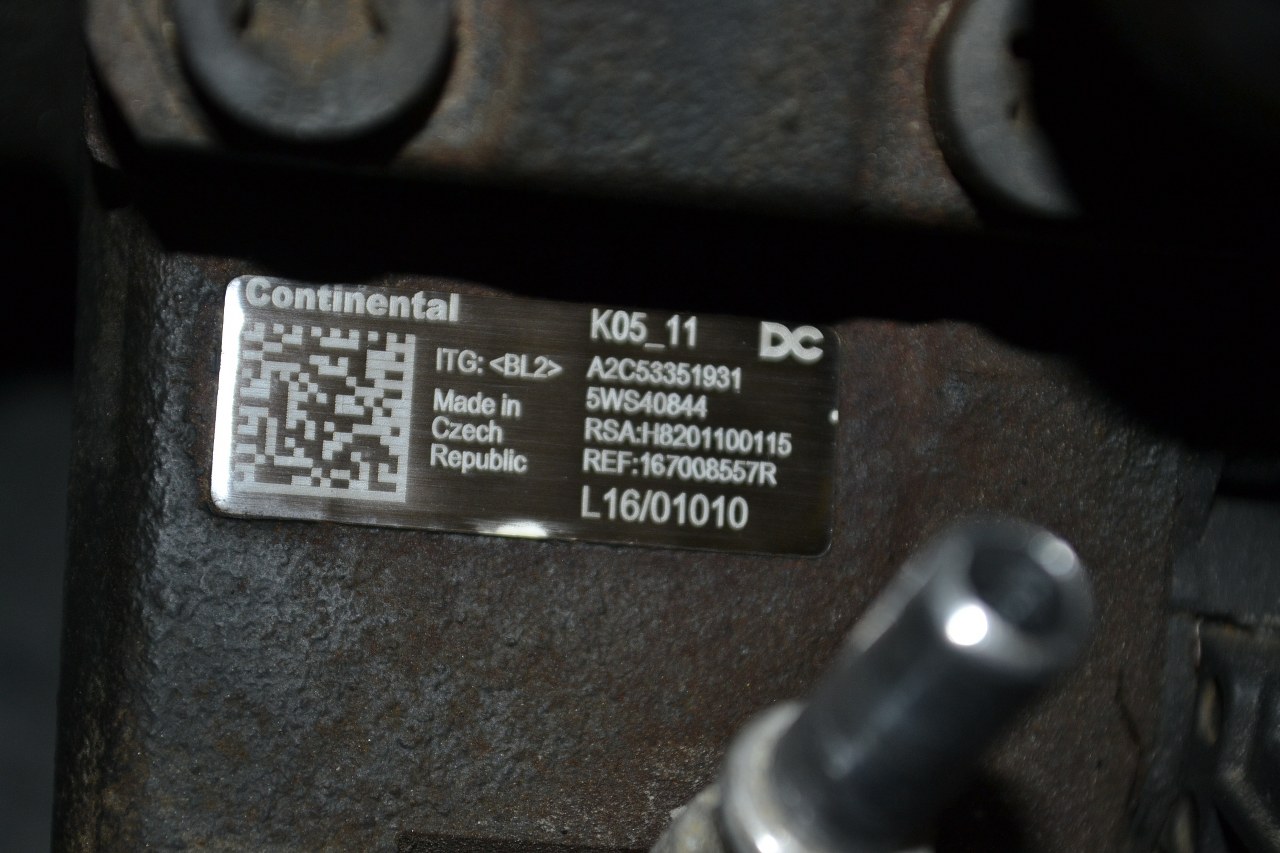 Continental
K05_11 DC
ITG: <BL2> A2C53351931
Made in 5WS40844
Czech RSA:H8201100115
Republic REF:167008557R
L16/01010